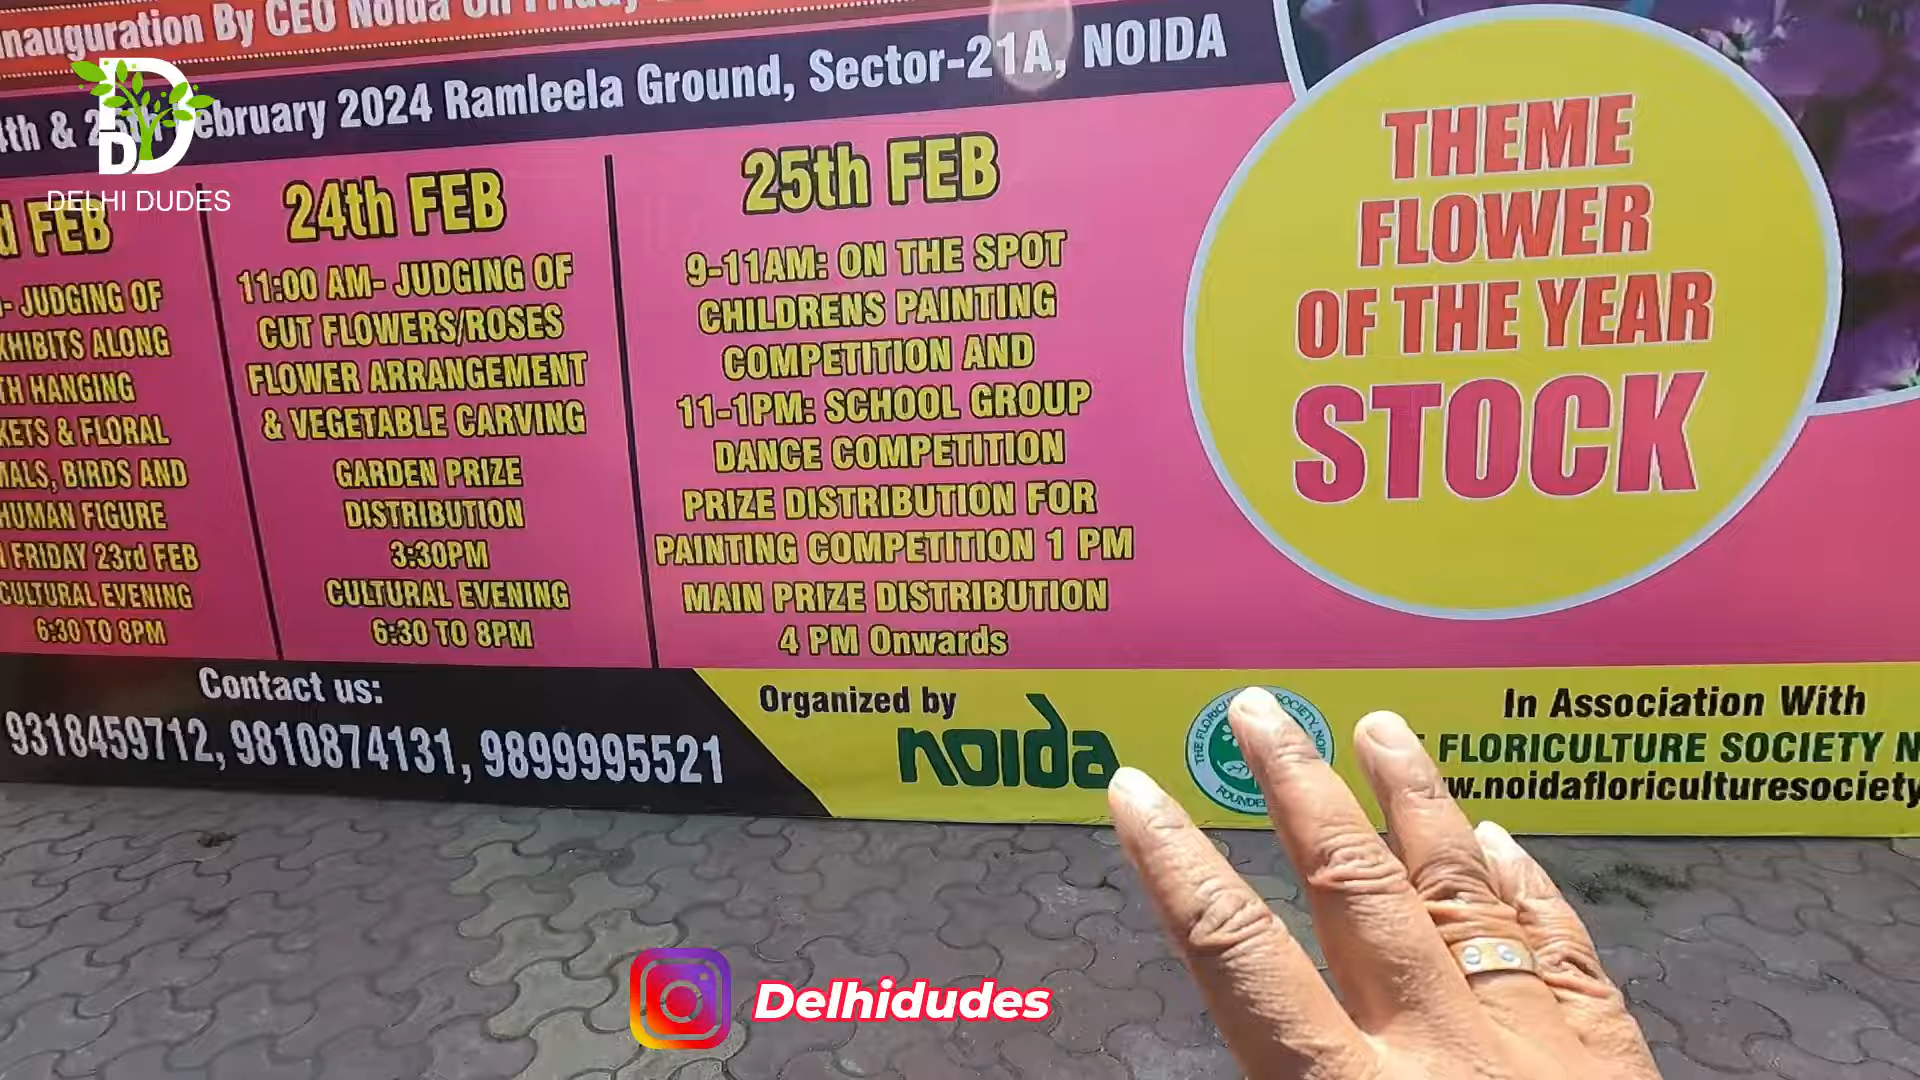 Inauguration By CEO Noida On Friday
4th & 25th February 2024 Ramleela Ground, Sector-21A, NOIDA
DELHI DUDES
FEB
- JUDGING OF
EXHIBITS ALONG
HANGING
& FLORAL
BIRDS AND
HUMAN FIGURE
FRIDAY 23rd FEB
CULTURAL EVENING
6:30 TO 8PM
24th FEB
11:00 AM- JUDGING OF
CUT FLOWERS/ROSES
FLOWER ARRANGEMENT
& VEGETABLE CARVING
GARDEN PRIZE
DISTRIBUTION
3:30PM
CULTURAL EVENING
6:30 TO 8PM
25th FEB
9-11AM: ON THE SPOT
CHILDRENS PAINTING
COMPETITION AND
11-1PM: SCHOOL GROUP
DANCE COMPETITION
PRIZE DISTRIBUTION FOR
PAINTING COMPETITION 1 PM
MAIN PRIZE DISTRIBUTION
4 PM Onwards
THEME
FLOWER
OF THE YEAR
STOCK
Contact us:
9318459712, 9810874131, 9899995521
Organized by
noida
In Association With
FLORICULTURE SOCIETY
w.noidafloriculturesociety
Delhidudes